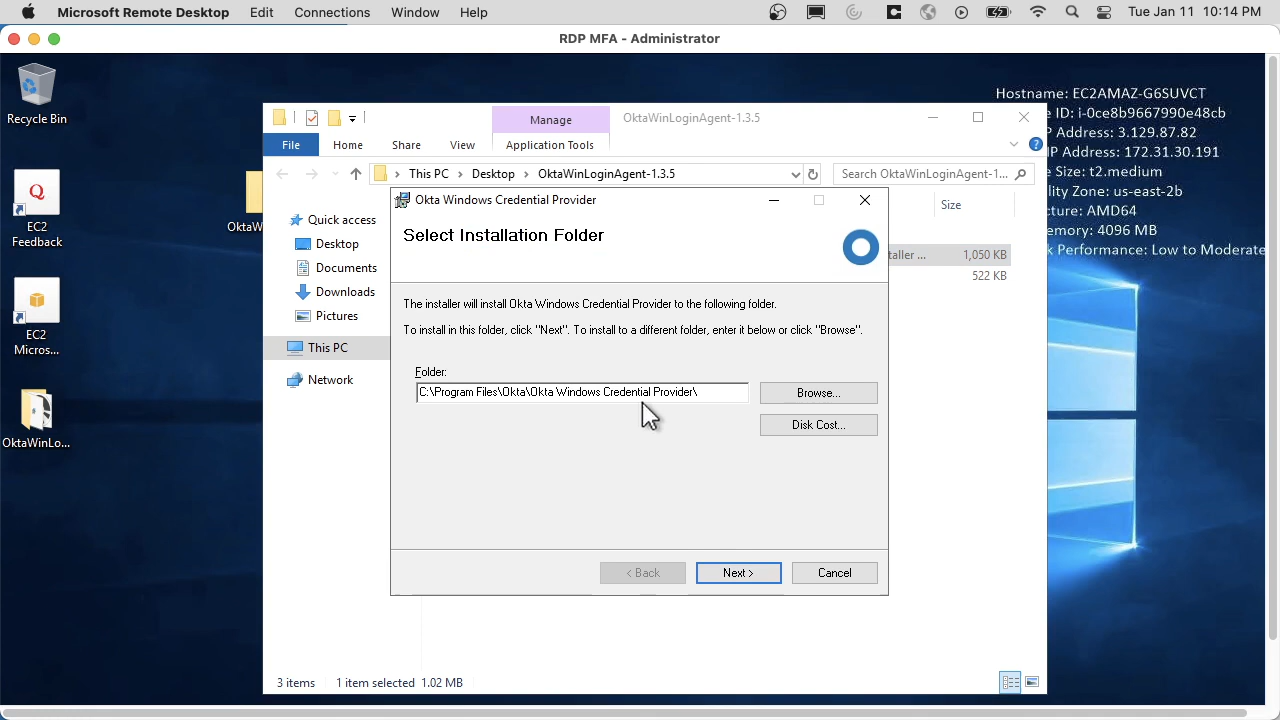 Microsoft Remote Desktop Edit Connections Window Help Tue Jan 11 10:14 PM
RDP MFA - Administrator
Recycle Bin
EC2
Feedback
EC2
Micros...
OktaWinLo...
OktaW
Hostname: EC2AMAZ-G6SUVCT
e ID: i-0ce8b9667990e48cb
P Address: 3.129.87.82
IP Address: 172.31.30.191
e Size: t2.medium
ility Zone: us-east-2b
cture: AMD64
emory: 4096 MB
k Performance: Low to Moderate
Manage OktaWinLoginAgent-1.3.5
File Home Share View Application Tools
This PC > Desktop > OktaWinLoginAgent-1.3.5 Search OktaWinLoginAgent-1...
Size
Quick access
Desktop
Documents
Downloads
Pictures
This PC
Network
taller ... 1,050 KB
522 KB
Okta Windows Credential Provider
Select Installation Folder
The installer will install Okta Windows Credential Provider to the following folder.
To install in this folder, click "Next". To install to a different folder, enter it below or click "Browse".
Folder:
C:\Program Files\Okta\Okta Windows Credential Provider\
Browse...
Disk Cost...
< Back Next > Cancel
3 items 1 item selected 1.02 MB